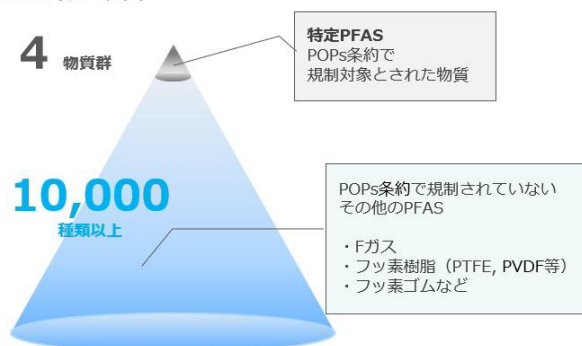 4 物質群
特定PFAS
POPs条約で
規制対象とされた物質
10,000
種類以上
POPs条約で規制されていない
その他のPFAS
・Fガス
・フッ素樹脂（PTFE, PVDF等）
・フッ素ゴムなど